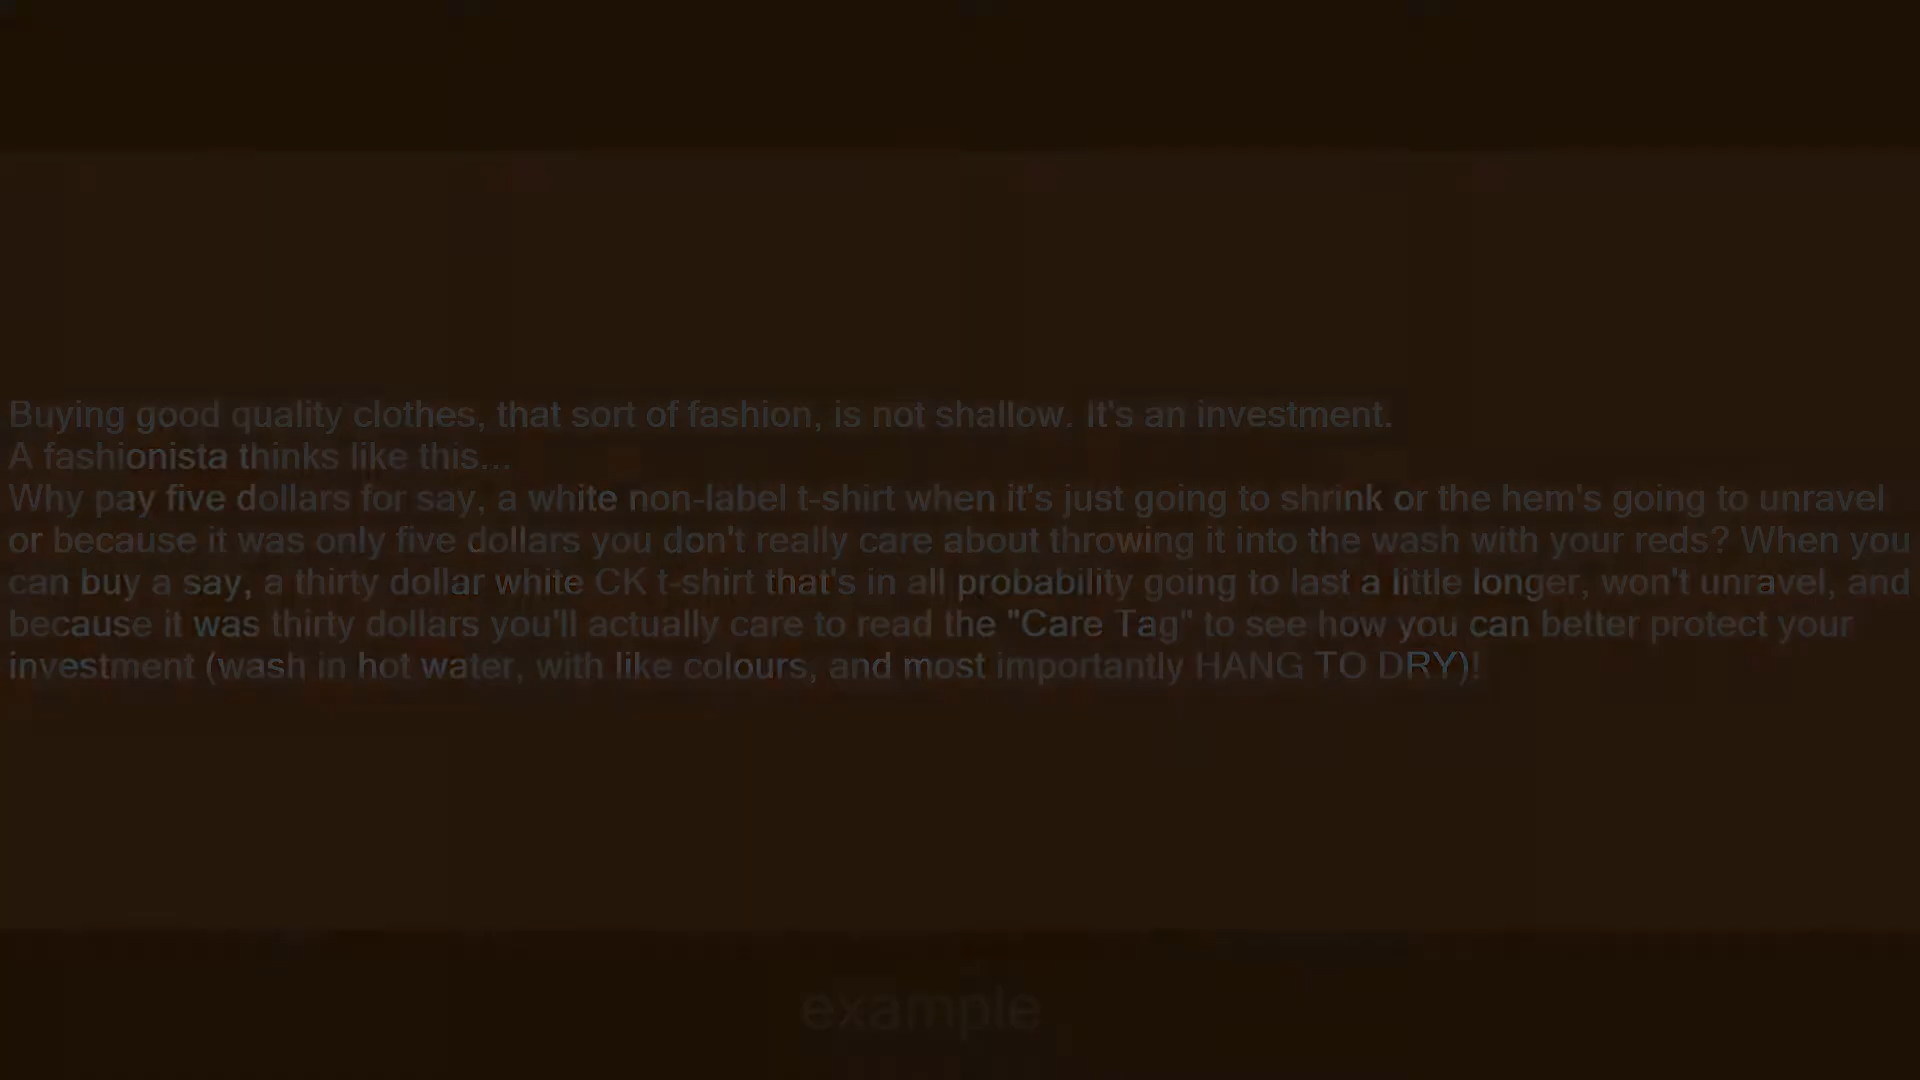 Buying good quality clothes, that sort of fashion, is not shallow. It's an investment.
A fashionista thinks like this...
Why pay five dollars for say, a white non-label t-shirt when it's just going to shrink or the hem's going to unravel
or because it was only five dollars you don't really care about throwing it into the wash with your reds? When you
can buy a say, a thirty dollar white CK t-shirt that's in all probability going to last a little longer, won't unravel, and
because it was thirty dollars you'll actually care to read the "Care Tag" to see how you can better protect your
investment (wash in hot water, with like colours, and most importantly HANG TO DRY)!
example